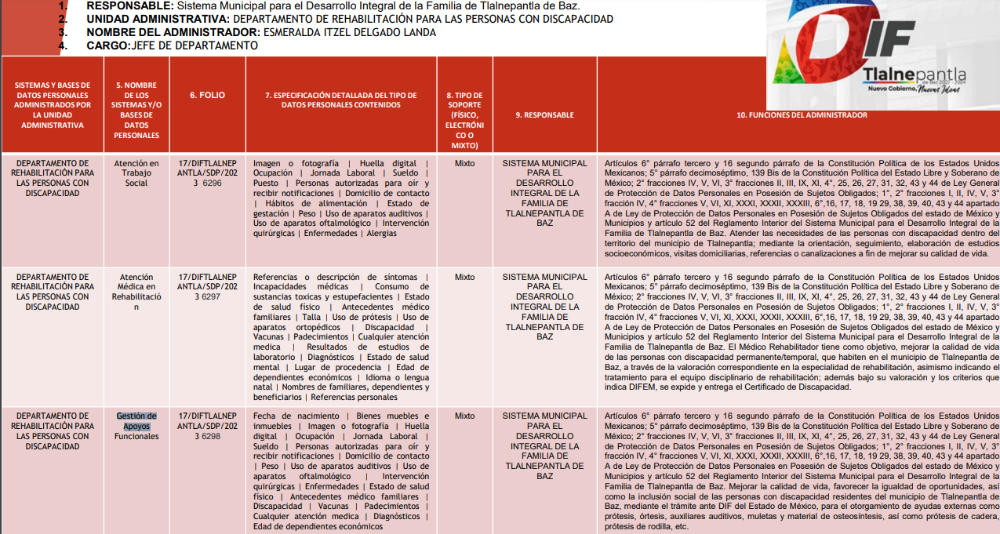 1. RESPONSABLE: Sistema Municipal para el Desarrollo Integral de la Familia de Tlalnepantla de Baz.
2. UNIDAD ADMINISTRATIVA: DEPARTAMENTO DE REHABILITACIÓN PARA LAS PERSONAS CON DISCAPACIDAD
3. NOMBRE DEL ADMINISTRADOR: ESMERALDA ITZEL DELGADO LANDA
4. CARGO:JEFE DE DEPARTAMENTO
DIF
Tlalnepantla
de Baz 2022 - 2024
Nuevo Gobierno, Nuevas Ideas
SISTEMAS Y BASES DE
DATOS PERSONALES
ADMINISTRADOS POR
LA UNIDAD
ADMINISTRATIVA
5. NOMBRE
DE LOS
SISTEMAS Y/O
BASES DE
DATOS
PERSONALES
6. FOLIO
7. ESPECIFICACIÓN DETALLADA DEL TIPO DE
DATOS PERSONALES CONTENIDOS
8. TIPO DE
SOPORTE
(FÍSICO,
ELECTRÓNI
CO O
MIXTO)
9. RESPONSABLE
10. FUNCIONES DEL ADMINISTRADOR
DEPARTAMENTO DE
REHABILITACIÓN PARA
LAS PERSONAS CON
DISCAPACIDAD
Atención en
Trabajo
Social
17/DIFTLALNEP
ANTLA/SDP/202
3 6296
Imagen o fotografía | Huella digital |
Ocupación | Jornada Laboral | Sueldo |
Puesto | Personas autorizadas para oír y
recibir notificaciones | Domicilio de contacto
| Hábitos de alimentación | Estado de
gestación | Peso | Uso de aparatos auditivos |
Uso de aparatos oftalmológico | Intervención
quirúrgicas | Enfermedades | Alergias
Mixto
SISTEMA MUNICIPAL
PARA EL
DESARROLLO
INTEGRAL DE LA
FAMILIA DE
TLALNEPANTLA DE
BAZ
Artículos 6° párrafo tercero y 16 segundo párrafo de la Constitución Política de los Estados Unidos
Mexicanos; 5° párrafo decimoséptimo, 139 Bis de la Constitución Política del Estado Libre y Soberano de
México; 2° fracciones IV, V, VI, 3° fracciones II, III, IX, XI, 4°, 25, 26, 27, 31, 32, 43 y 44 de Ley General
de Protección de Datos Personales en Posesión de Sujetos Obligados; 1°, 2° fracciones I, II, IV, V, 3°
fracción IV, 4° fracciones V, VI, XI, XXXI, XXXII, XXXIII, 6°,16, 17, 18, 19 29, 38, 39, 40, 43 y 44 apartado
A de Ley de Protección de Datos Personales en Posesión de Sujetos Obligados del estado de México y
Municipios y artículo 52 del Reglamento Interior del Sistema Municipal para el Desarrollo Integral de la
Familia de Tlalnepantla de Baz. Atender las necesidades de las personas con discapacidad dentro del
territorio del municipio de Tlalnepantla; mediante la orientación, seguimiento, elaboración de estudios
socioeconómicos, visitas domiciliarias, referencias o canalizaciones a fin de mejorar su calidad de vida.
DEPARTAMENTO DE
REHABILITACIÓN PARA
LAS PERSONAS CON
DISCAPACIDAD
Atención
Médica en
Rehabilitació
n
17/DIFTLALNEP
ANTLA/SDP/202
3 6297
Referencias o descripción de síntomas |
Incapacidades médicas | Consumo de
sustancias toxicas y estupefacientes | Estado
de salud físico | Antecedentes médico
familiares | Talla | Uso de prótesis | Uso de
aparatos ortopédicos | Discapacidad |
Vacunas | Padecimientos | Cualquier atención
medica | Resultados de estudios de
laboratorio | Diagnósticos | Estado de salud
mental | Lugar de procedencia | Edad de
dependientes económicos | Idioma o lengua
natal | Nombres de familiares, dependientes y
beneficiarios | Referencias personales
Mixto
SISTEMA MUNICIPAL
PARA EL
DESARROLLO
INTEGRAL DE LA
FAMILIA DE
TLALNEPANTLA DE
BAZ
Artículos 6° párrafo tercero y 16 segundo párrafo de la Constitución Política de los Estados Unidos
Mexicanos; 5° párrafo decimoséptimo, 139 Bis de la Constitución Política del Estado Libre y Soberano de
México; 2° fracciones IV, V, VI, 3° fracciones II, III, IX, XI, 4°, 25, 26, 27, 31, 32, 43 y 44 de Ley General
de Protección de Datos Personales en Posesión de Sujetos Obligados; 1°, 2° fracciones I, II, IV, V, 3°
fracción IV, 4° fracciones V, VI, XI, XXXI, XXXII, XXXIII, 6°,16, 17, 18, 19 29, 38, 39, 40, 43 y 44 apartado
A de Ley de Protección de Datos Personales en Posesión de Sujetos Obligados del estado de México y
Municipios y artículo 52 del Reglamento Interior del Sistema Municipal para el Desarrollo Integral de la
Familia de Tlalnepantla de Baz. El Médico Rehabilitador tiene como objetivo, mejorar la calidad de vida
de las personas con discapacidad permanente/temporal, que habiten en el municipio de Tlalnepantla de
Baz, a través de la valoración correspondiente en la especialidad de rehabilitación, asimismo indicando el
tratamiento para el equipo disciplinario de rehabilitación; además bajo su valoración y los criterios que
indica DIFEM, se expide y entrega el Certificado de Discapacidad.
DEPARTAMENTO DE
REHABILITACIÓN PARA
LAS PERSONAS CON
DISCAPACIDAD
Gestión de
Apoyos
Funcionales
17/DIFTLALNEP
ANTLA/SDP/202
3 6298
Fecha de nacimiento | Bienes muebles e
inmuebles | Imagen o fotografía | Huella
digital | Ocupación | Jornada Laboral |
Sueldo | Personas autorizadas para oír y
recibir notificaciones | Domicilio de contacto
| Peso | Uso de aparatos auditivos | Uso de
aparatos oftalmológico | Intervención
quirúrgicas | Enfermedades | Estado de salud
físico | Antecedentes médico familiares |
Discapacidad | Vacunas | Padecimientos |
Cualquier atención medica | Diagnósticos |
Edad de dependientes económicos
Mixto
SISTEMA MUNICIPAL
PARA EL
DESARROLLO
INTEGRAL DE LA
FAMILIA DE
TLALNEPANTLA DE
BAZ
Artículos 6° párrafo tercero y 16 segundo párrafo de la Constitución Política de los Estados Unidos
Mexicanos; 5° párrafo decimoséptimo, 139 Bis de la Constitución Política del Estado Libre y Soberano de
México; 2° fracciones IV, V, VI, 3° fracciones II, III, IX, XI, 4°, 25, 26, 27, 31, 32, 43 y 44 de Ley General
de Protección de Datos Personales en Posesión de Sujetos Obligados; 1°, 2° fracciones I, II, IV, V, 3°
fracción IV, 4° fracciones V, VI, XI, XXXI, XXXII, XXXIII, 6°,16, 17, 18, 19 29, 38, 39, 40, 43 y 44 apartado
A de Ley de Protección de Datos Personales en Posesión de Sujetos Obligados del estado de México y
Municipios y artículo 52 del Reglamento Interior del Sistema Municipal para el Desarrollo Integral de la
Familia de Tlalnepantla de Baz. Mejorar la calidad de vida, favorecer la igualdad de oportunidades, así
como la inclusión social de las personas con discapacidad residentes del municipio de Tlalnepantla de
Baz, mediante el trámite ante DIF del Estado de México, para el otorgamiento de ayudas externas como
prótesis, órtesis, auxiliares auditivos, muletas y material de osteosíntesis, así como prótesis de cadera,
prótesis de rodilla, etc.